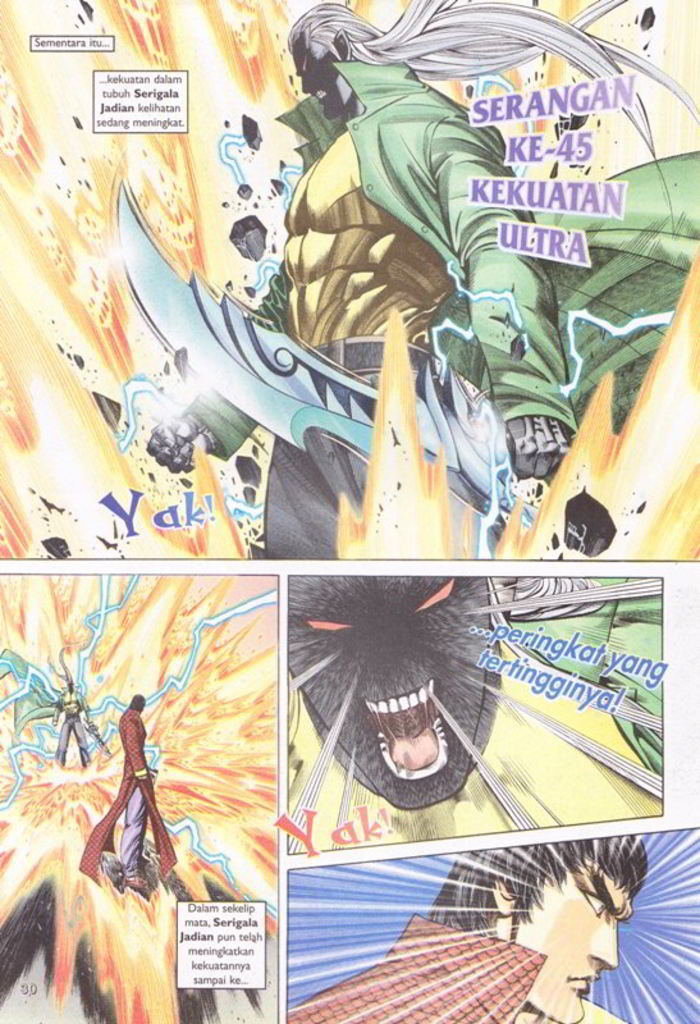 Sementara itu...
...kekuatan dalam
tubuh Serigala
Jadian kelihatan
sedang meningkat.
SERANGAN
KE-45
KEKUATAN
ULTRA
Yak!
Dalam sekelip
mata, Serigala
Jadian pun telah
meningkatkan
kekuatannya
sampai ke...
...peringkat yang
tertingginya!
Yak!
30